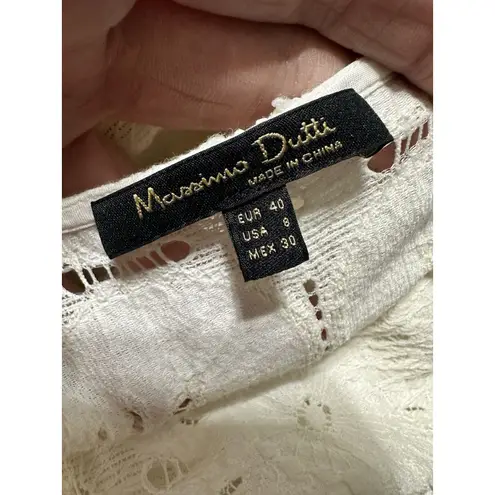 Massimo Dutti
MADE IN CHINA
EUR 40
USA 8
MEX 30